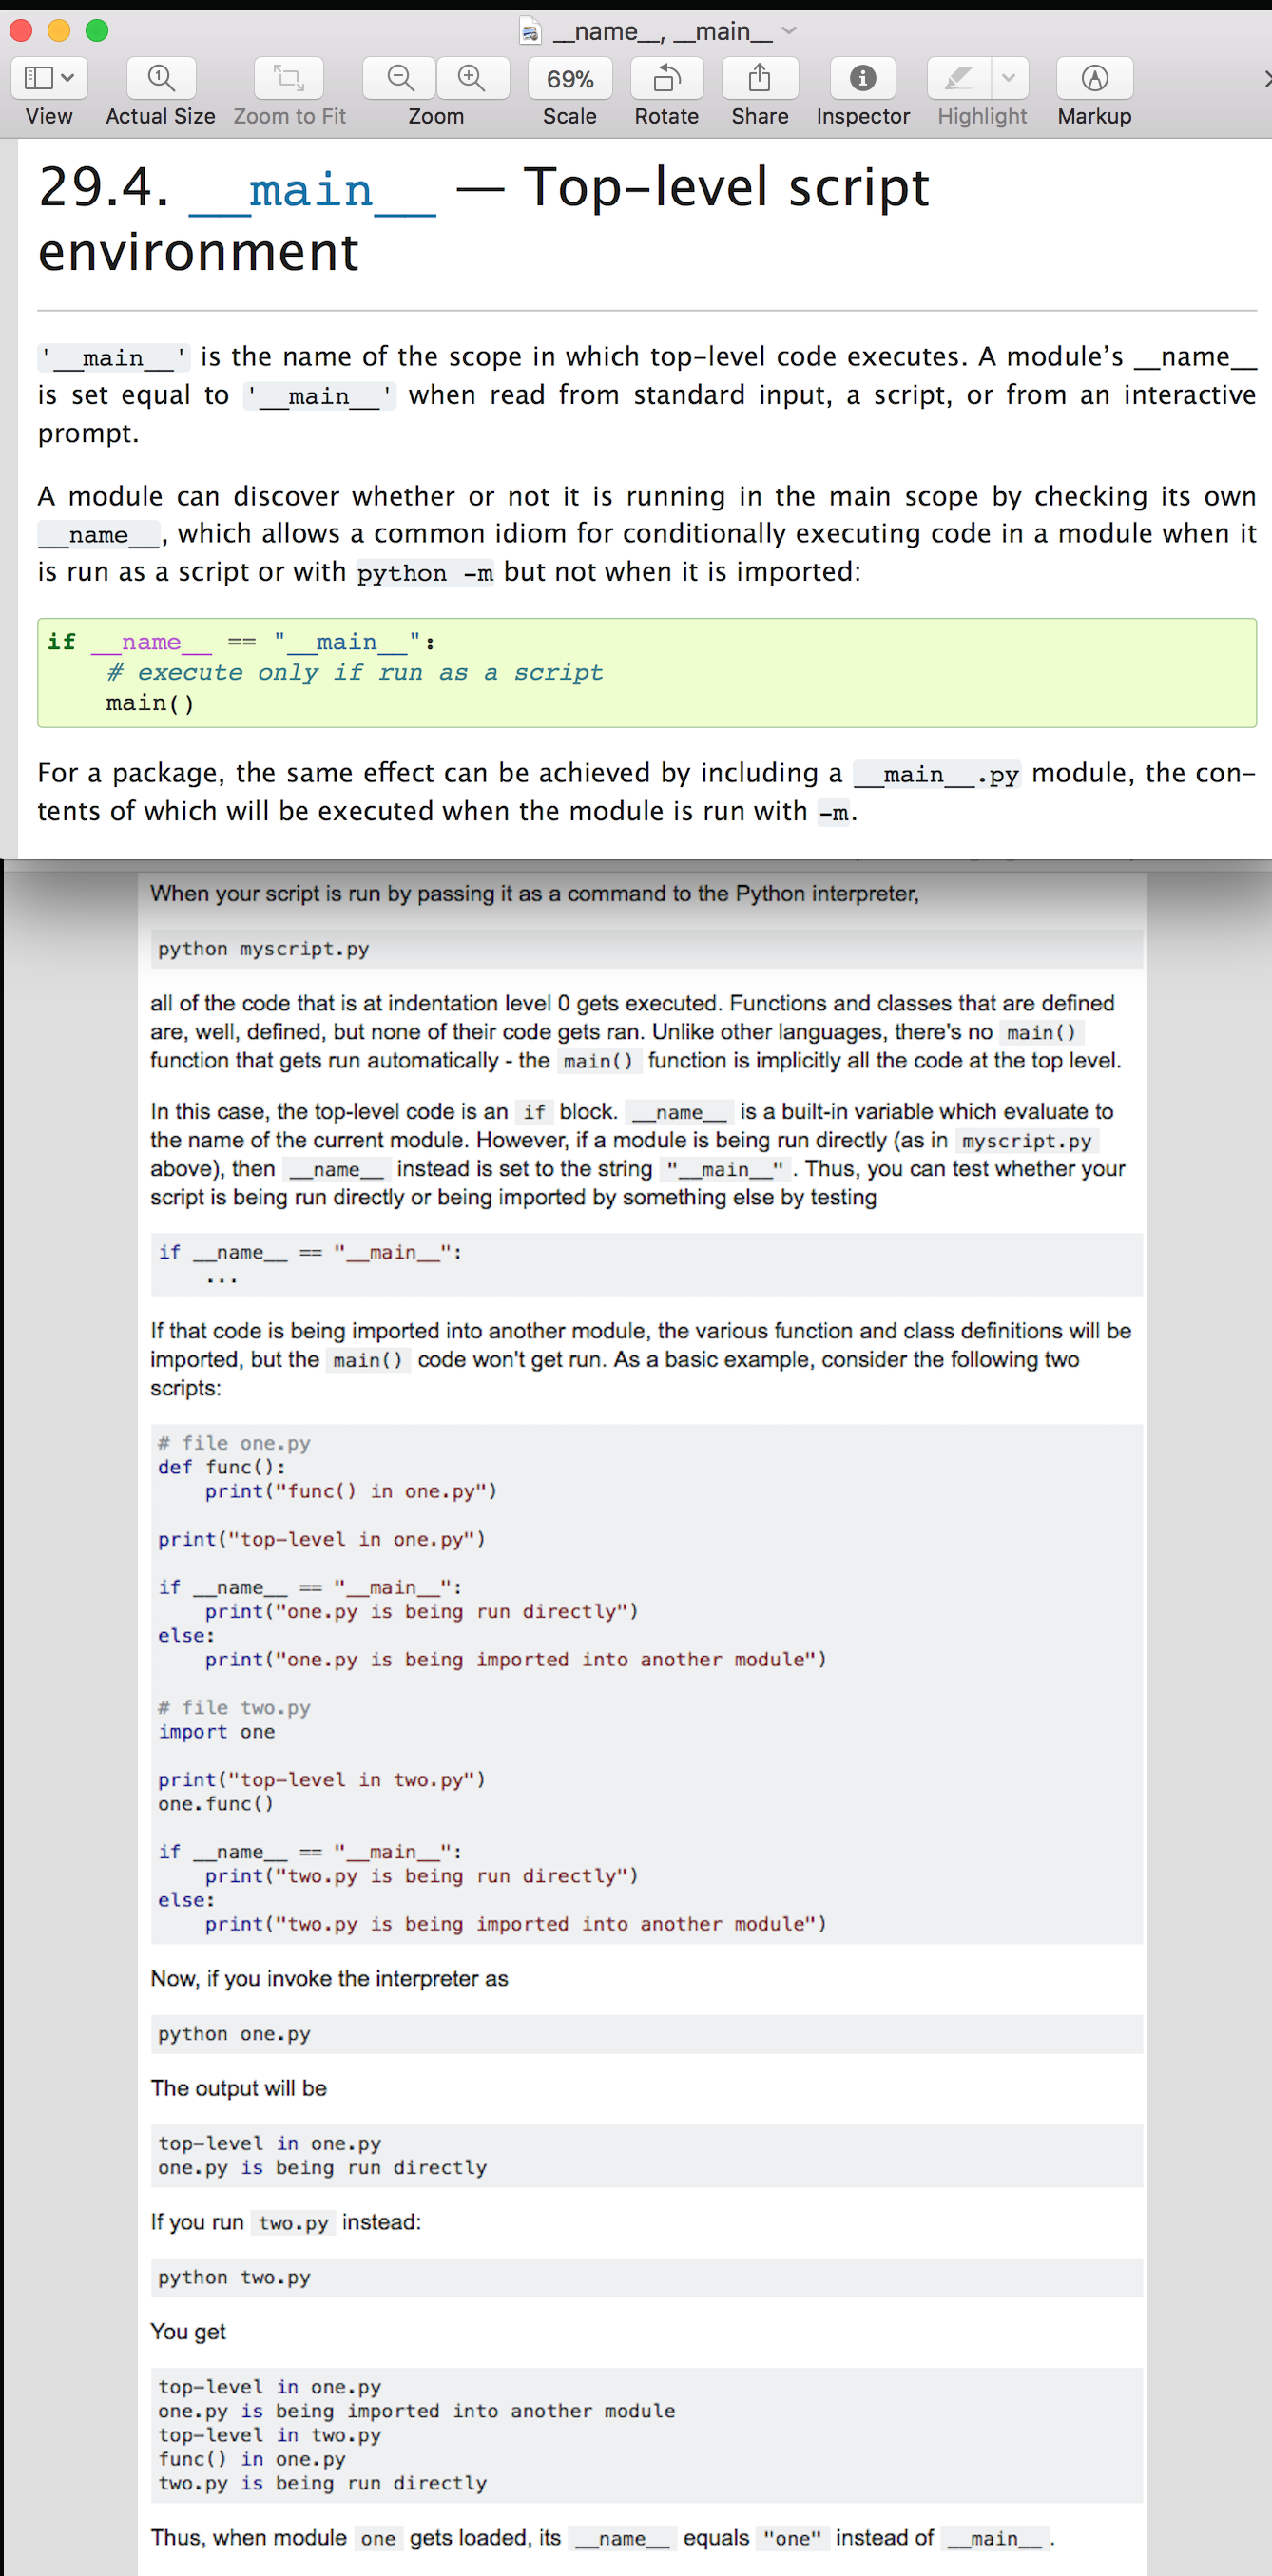 __name__, __main__
69%
View Actual Size Zoom to Fit Zoom Scale Rotate Share Inspector Highlight Markup
29.4. __main__ — Top-level script
environment
'__main__' is the name of the scope in which top-level code executes. A module’s __name__
is set equal to '__main__' when read from standard input, a script, or from an interactive
prompt.
A module can discover whether or not it is running in the main scope by checking its own
__name__, which allows a common idiom for conditionally executing code in a module when it
is run as a script or with python -m but not when it is imported:
if __name__ == "__main__":
    # execute only if run as a script
    main()
For a package, the same effect can be achieved by including a __main__.py module, the con-
tents of which will be executed when the module is run with -m.
When your script is run by passing it as a command to the Python interpreter,
python myscript.py
all of the code that is at indentation level 0 gets executed. Functions and classes that are defined
are, well, defined, but none of their code gets ran. Unlike other languages, there's no main()
function that gets run automatically - the main() function is implicitly all the code at the top level.
In this case, the top-level code is an if block. __name__ is a built-in variable which evaluate to
the name of the current module. However, if a module is being run directly (as in myscript.py
above), then __name__ instead is set to the string "__main__". Thus, you can test whether your
script is being run directly or being imported by something else by testing
if __name__ == "__main__":
    ...
If that code is being imported into another module, the various function and class definitions will be
imported, but the main() code won't get run. As a basic example, consider the following two
scripts:
# file one.py
def func():
    print("func() in one.py")
print("top-level in one.py")
if __name__ == "__main__":
    print("one.py is being run directly")
else:
    print("one.py is being imported into another module")
# file two.py
import one
print("top-level in two.py")
one.func()
if __name__ == "__main__":
    print("two.py is being run directly")
else:
    print("two.py is being imported into another module")
Now, if you invoke the interpreter as
python one.py
The output will be
top-level in one.py
one.py is being run directly
If you run two.py instead:
python two.py
You get
top-level in one.py
one.py is being imported into another module
top-level in two.py
func() in one.py
two.py is being run directly
Thus, when module one gets loaded, its __name__ equals "one" instead of __main__.